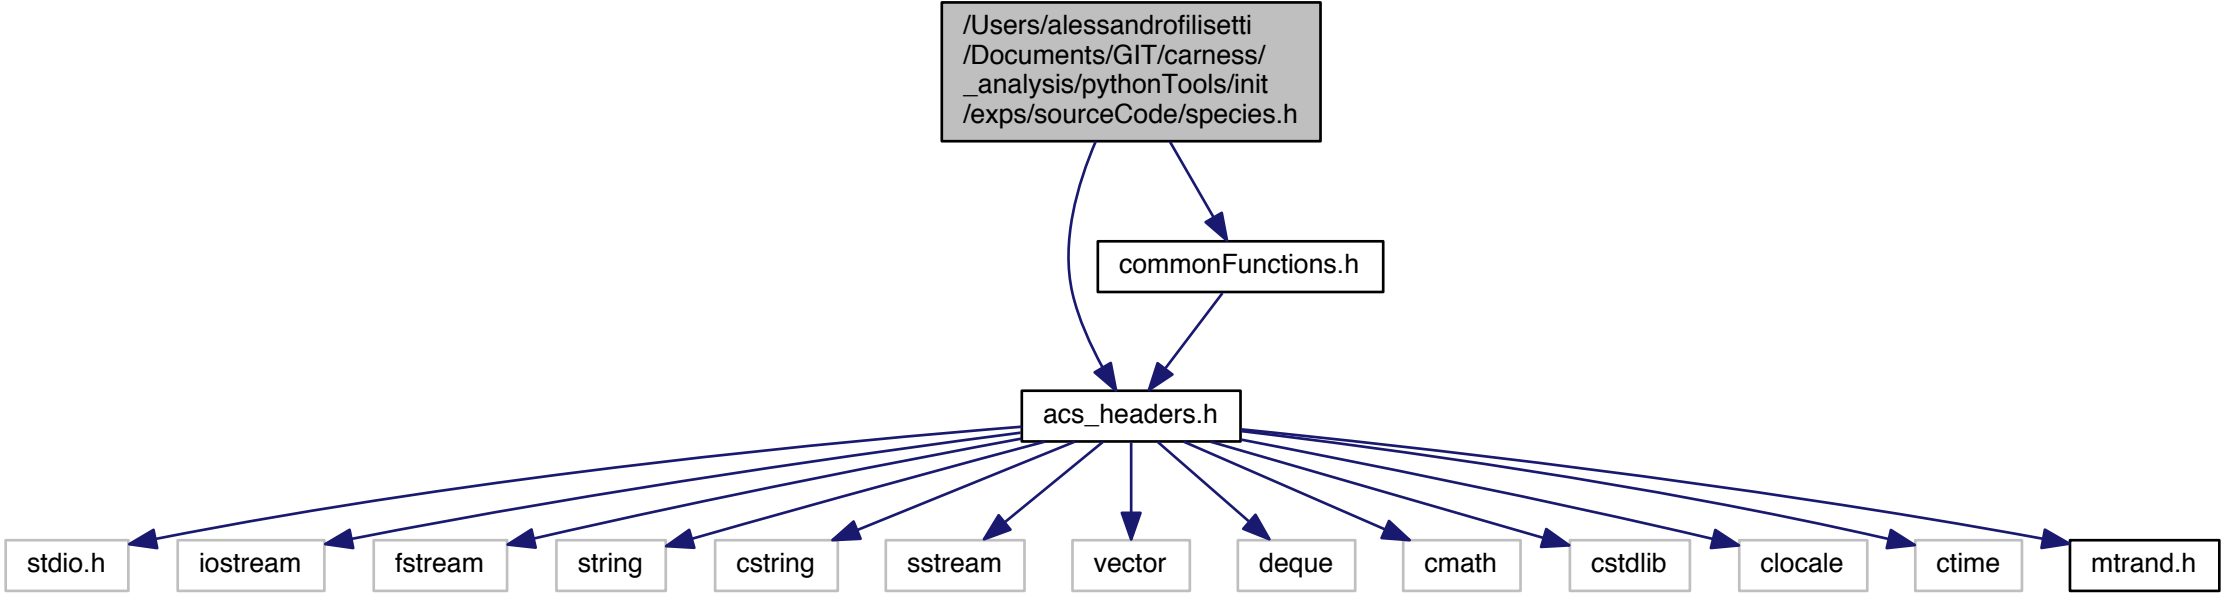 /Users/alessandrofilisetti
/Documents/GIT/carness/
_analysis/pythonTools/init
/exps/sourceCode/species.h
commonFunctions.h
acs_headers.h
stdio.h
iostream
fstream
string
cstring
sstream
vector
deque
cmath
cstdlib
clocale
ctime
mtrand.h